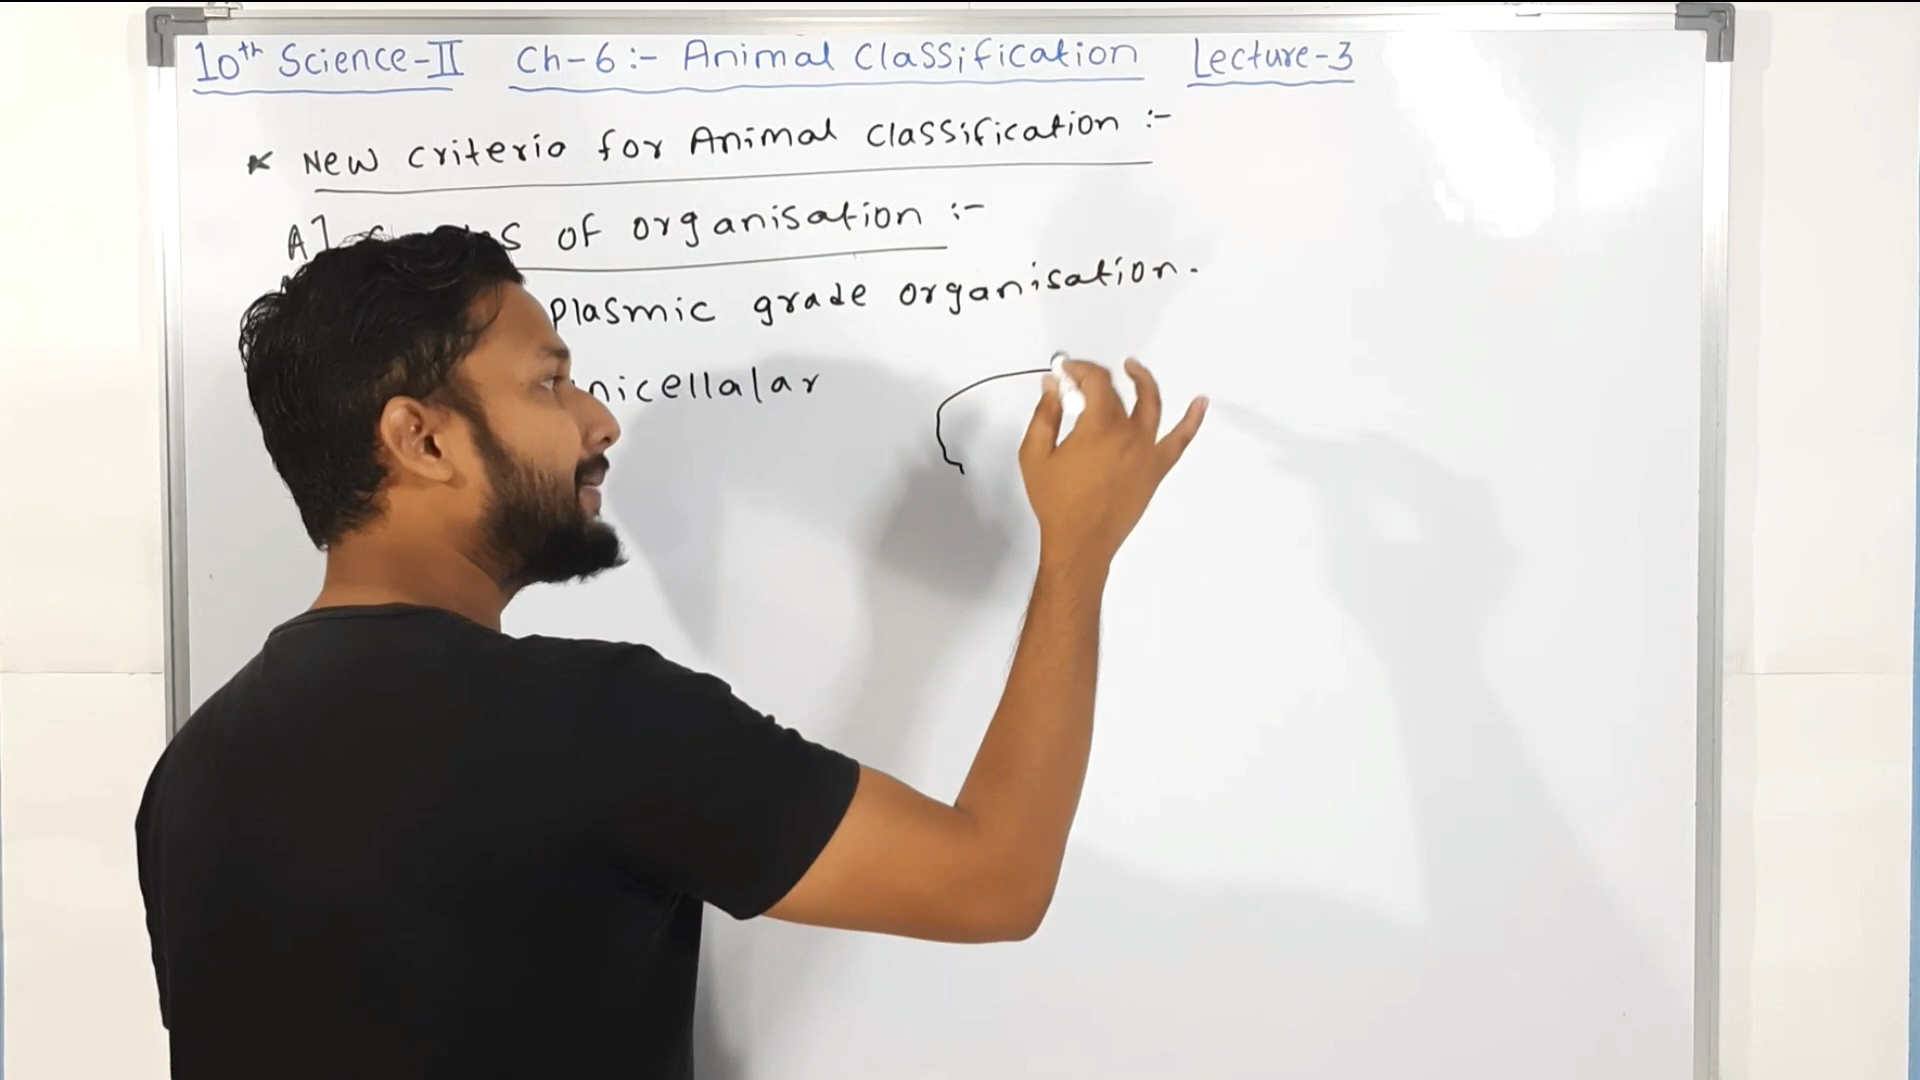 10th Science-II Ch-6:- Animal Classification Lecture-3
* New criteria for Animal classification :-
A] of organisation :-
plasmic grade organisation.
nicellalar